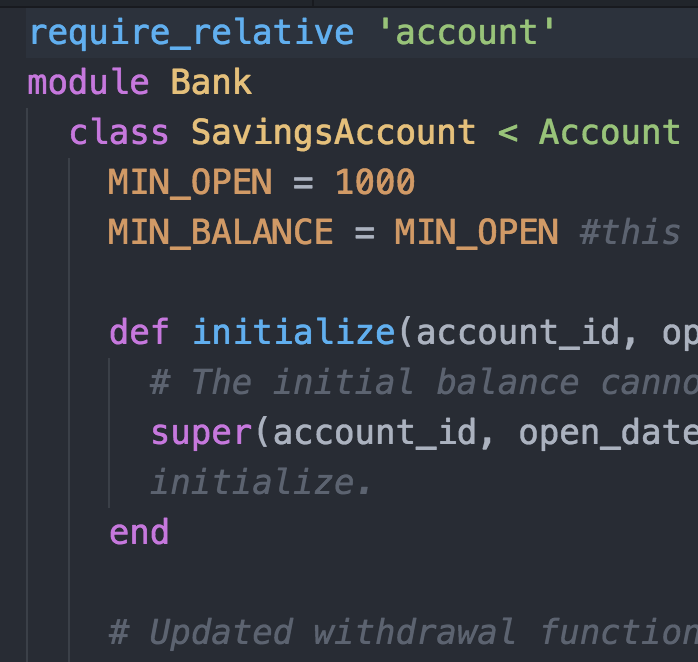 require_relative 'account'
module Bank
class SavingsAccount < Account
MIN_OPEN = 1000
MIN_BALANCE = MIN_OPEN #this
def initialize(account_id, op
# The initial balance canno
super(account_id, open_date
initialize.
end
# Updated withdrawal function